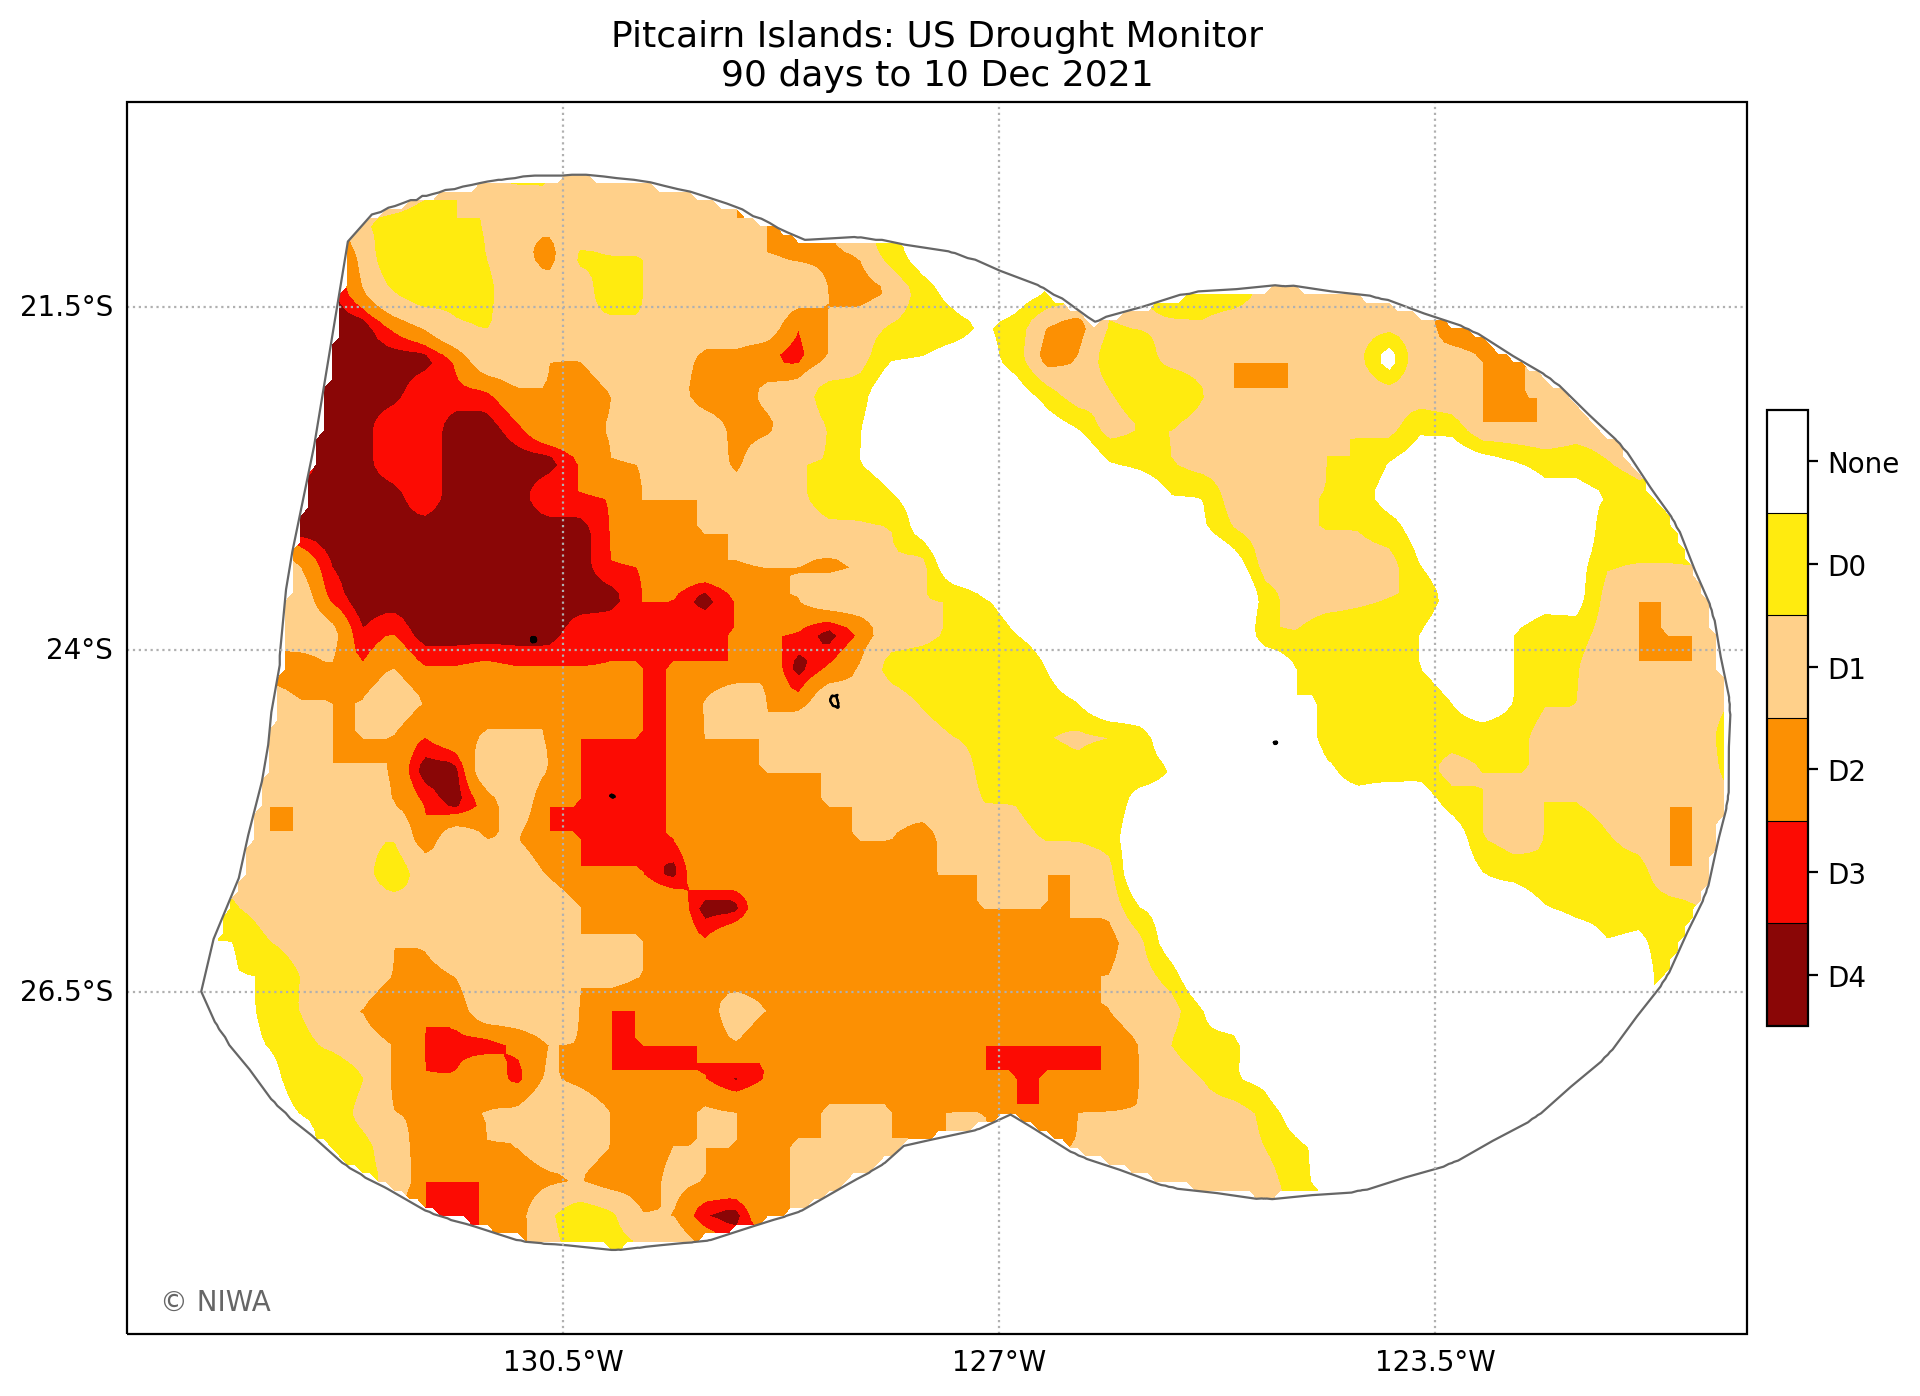 Pitcairn Islands: US Drought Monitor
90 days to 10 Dec 2021
21.5°S
24°S
26.5°S
130.5°W
127°W
123.5°W
None
D0
D1
D2
D3
D4
© NIWA